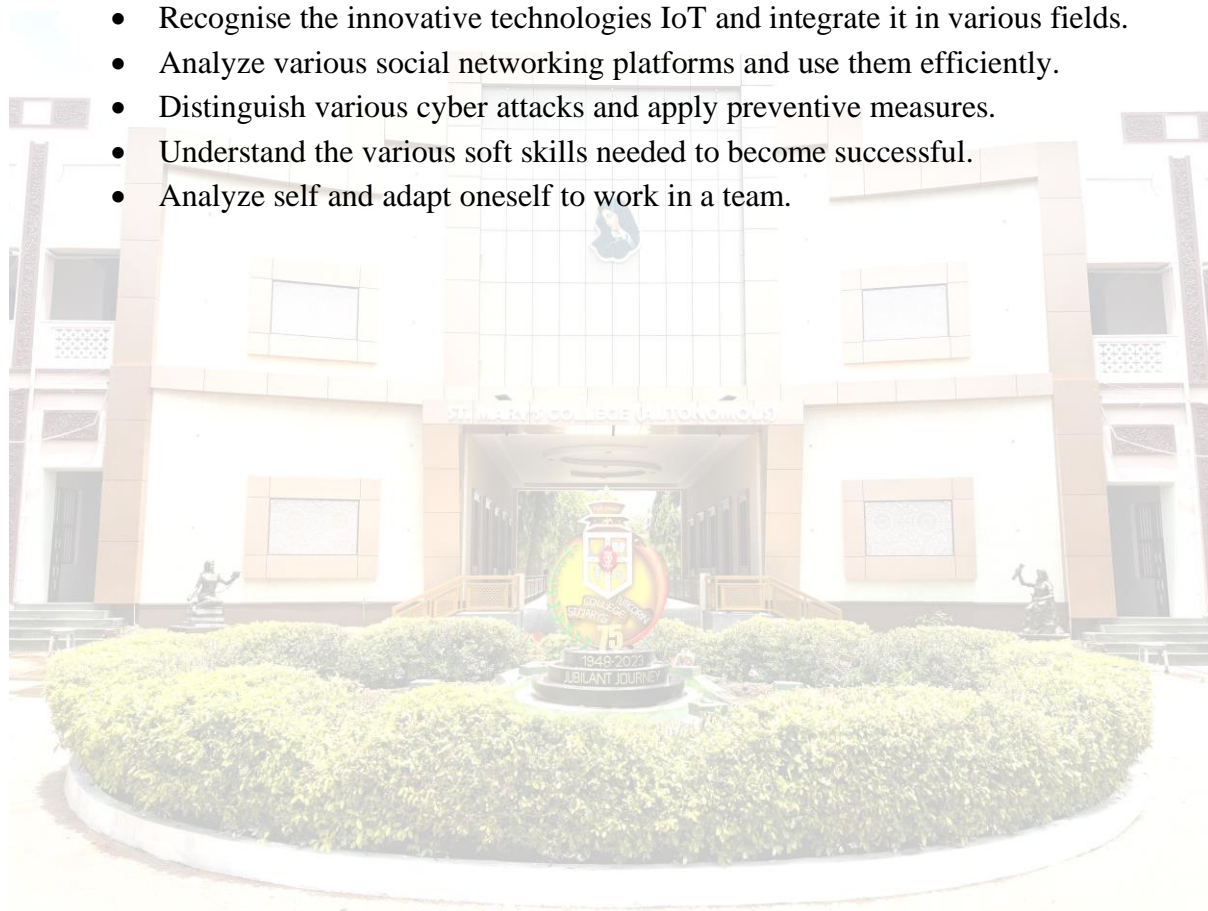 • Recognise the innovative technologies IoT and integrate it in various fields.
• Analyze various social networking platforms and use them efficiently.
• Distinguish various cyber attacks and apply preventive measures.
• Understand the various soft skills needed to become successful.
• Analyze self and adapt oneself to work in a team.
ST. MARY'S COLLEGE (AUTONOMOUS)
75
1948-2023
JUBILANT JOURNEY